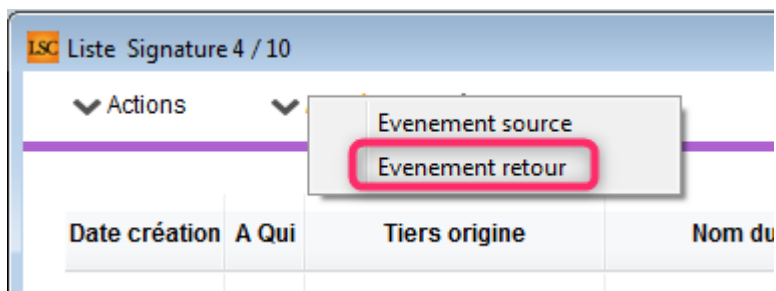 LSC Liste Signature 4 / 10
Actions
Evenement source
Evenement retour
Date création A Qui Tiers origine Nom du